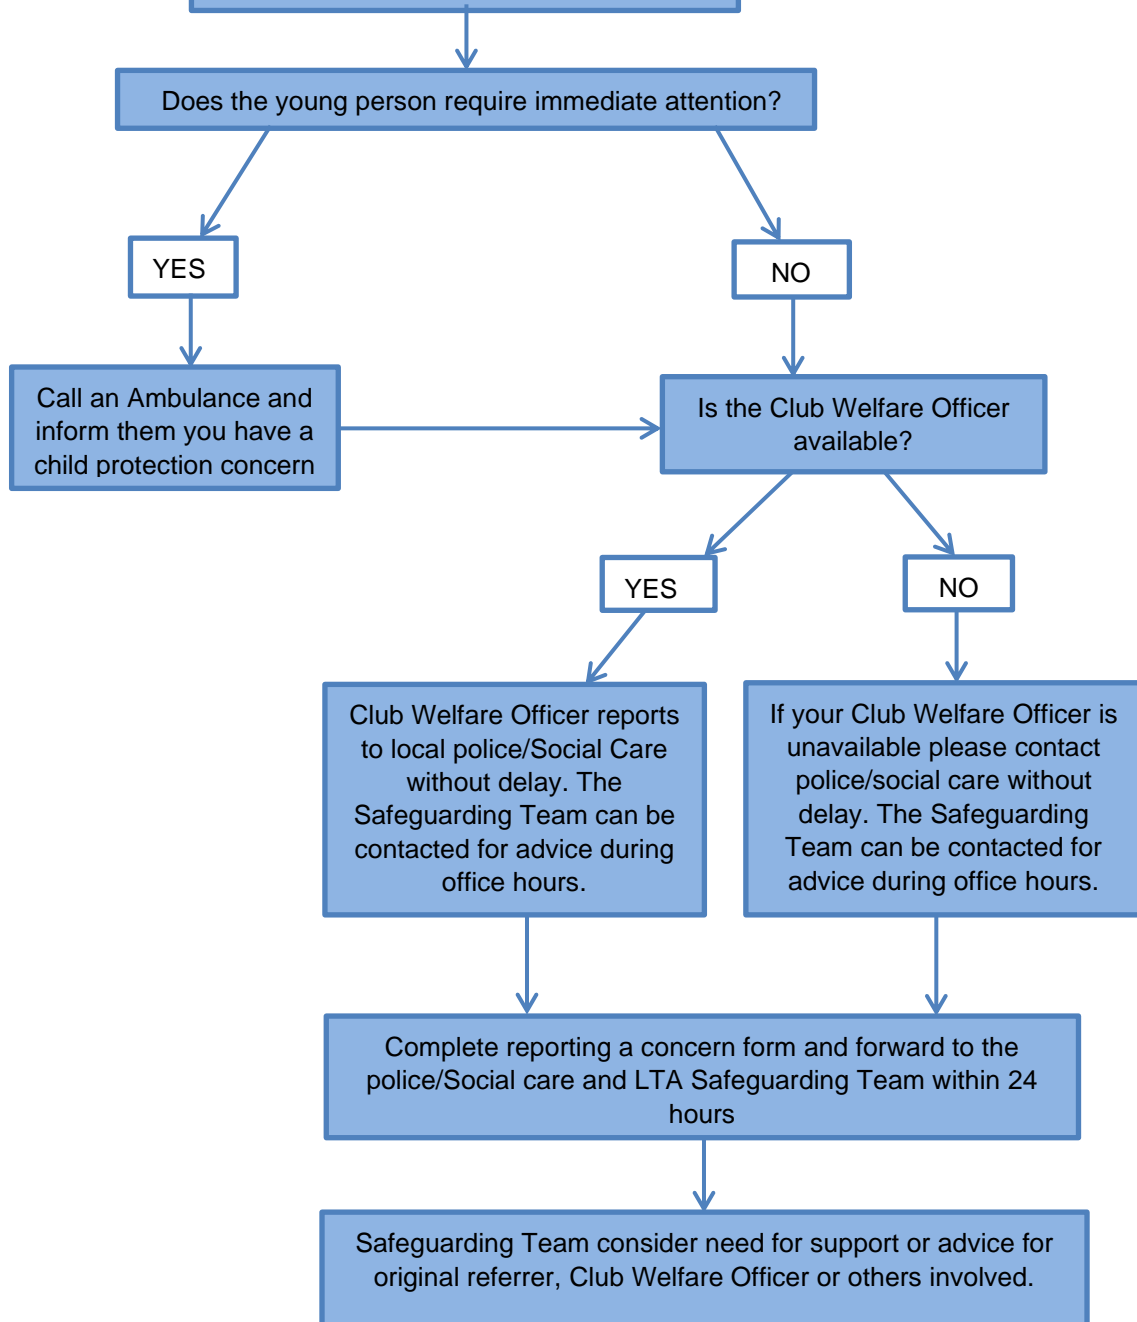 Does the young person require immediate attention?
YES
NO
Call an Ambulance and
inform them you have a
child protection concern
Is the Club Welfare Officer
available?
YES
NO
Club Welfare Officer reports
to local police/Social Care
without delay. The
Safeguarding Team can be
contacted for advice during
office hours.
If your Club Welfare Officer is
unavailable please contact
police/social care without
delay. The Safeguarding
Team can be contacted for
advice during office hours.
Complete reporting a concern form and forward to the
police/Social care and LTA Safeguarding Team within 24
hours
Safeguarding Team consider need for support or advice for
original referrer, Club Welfare Officer or others involved.